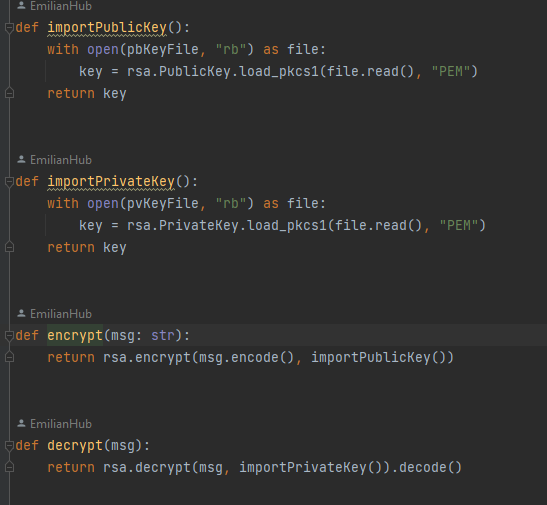 EmilianHub
def importPublicKey():
    with open(pbKeyFile, "rb") as file:
        key = rsa.PublicKey.load_pkcs1(file.read(), "PEM")
    return key
EmilianHub
def importPrivateKey():
    with open(pvKeyFile, "rb") as file:
        key = rsa.PrivateKey.load_pkcs1(file.read(), "PEM")
    return key
EmilianHub
def encrypt(msg: str):
    return rsa.encrypt(msg.encode(), importPublicKey())
EmilianHub
def decrypt(msg):
    return rsa.decrypt(msg, importPrivateKey()).decode()